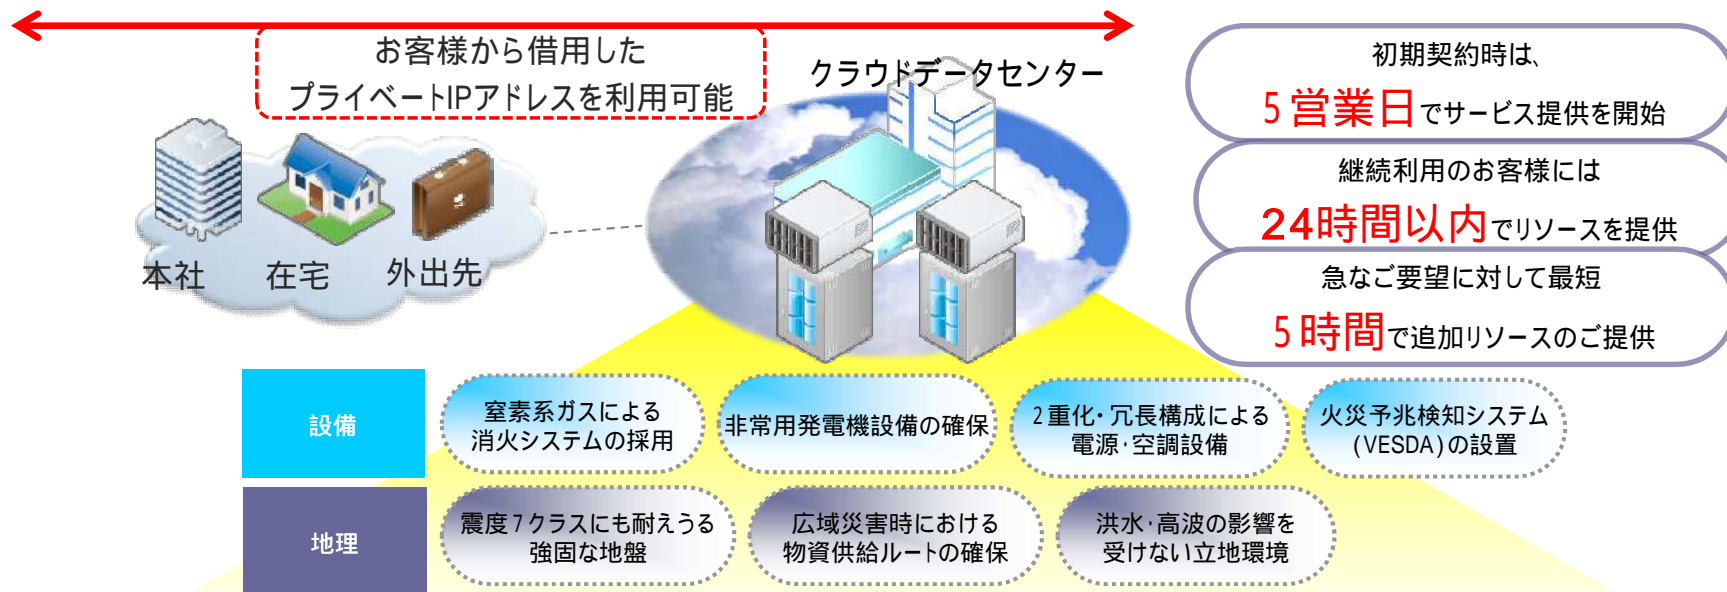 お客様から借用した
プライベートIPアドレスを利用可能
クラウドデータセンター
本社
在宅
外出先
初期契約時は、
5営業日でサービス提供を開始
継続利用のお客様には
24時間以内でリソースを提供
急なご要望に対して最短
5時間で追加リソースのご提供
設備
窒素系ガスによる
消火システムの採用
非常用発電機設備の確保
2重化・冗長構成による
電源・空調設備
火災予兆検知システム
(VESDA)の設置
地理
震度7クラスにも耐えうる
強固な地盤
広域災害時における
物資供給ルートの確保
洪水・高波の影響を
受けない立地環境